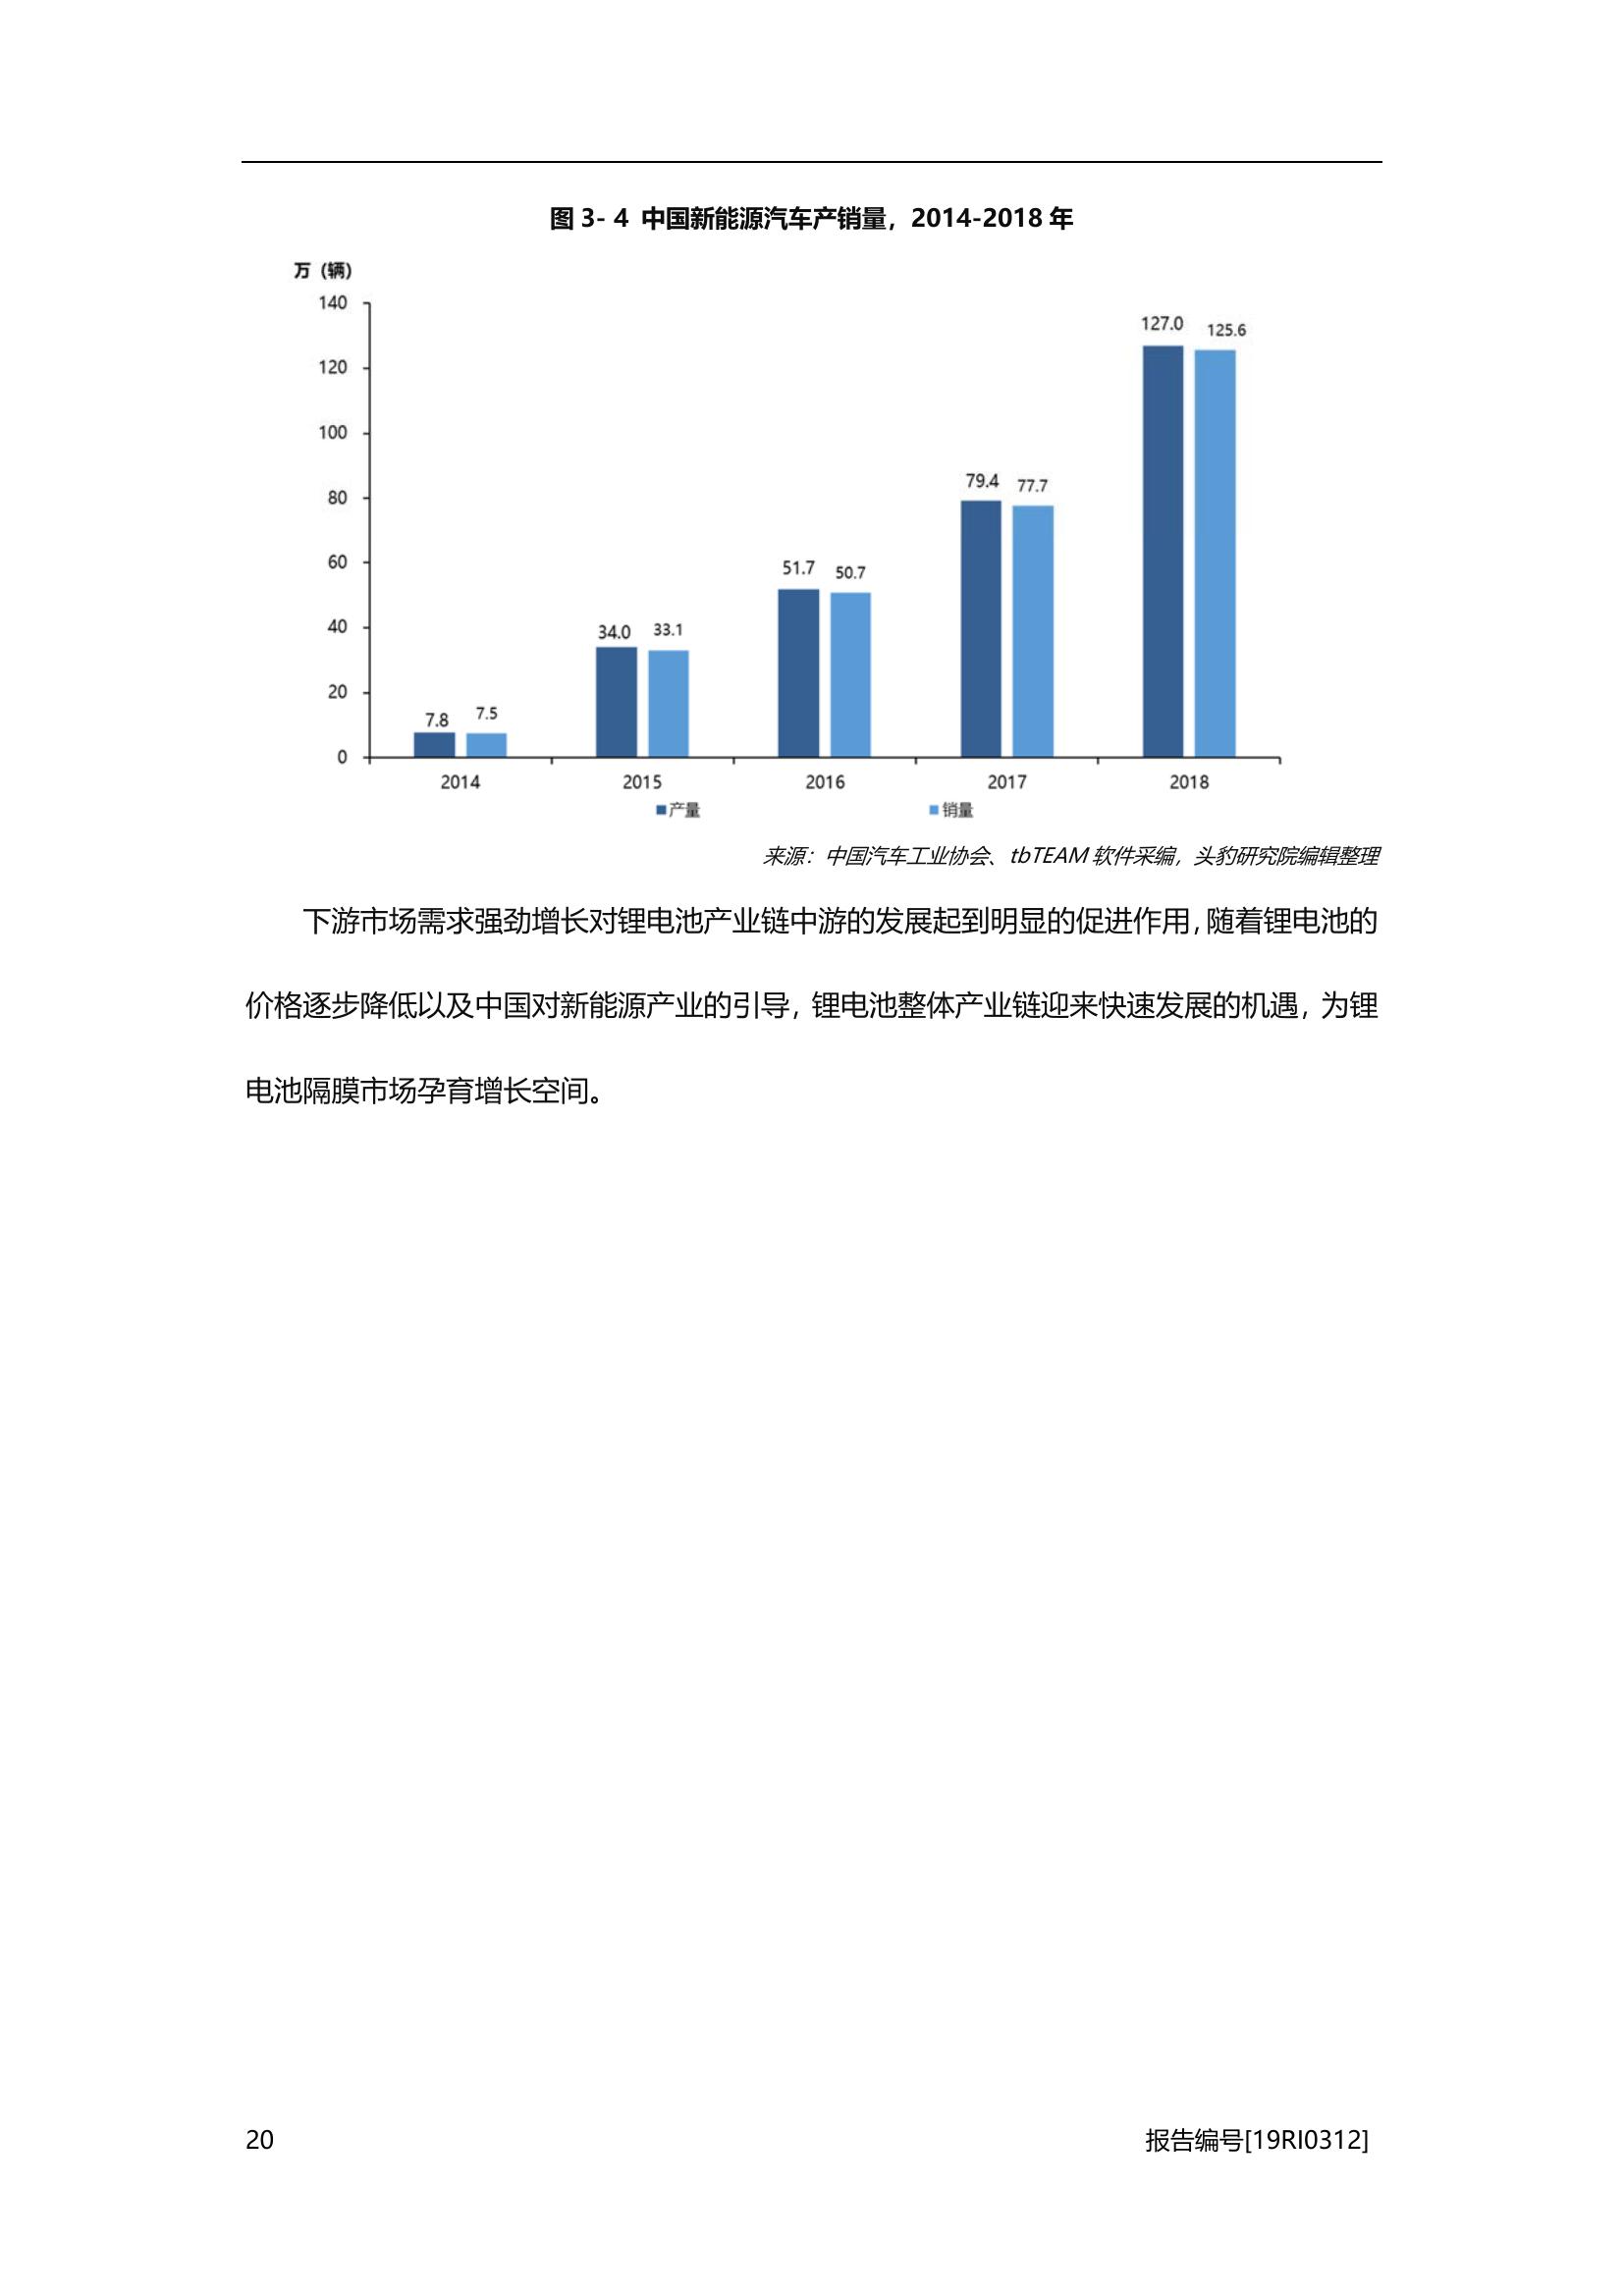 图 3- 4 中国新能源汽车产销量，2014-2018 年
万（辆）
140
120
100
80
60
40
20
0
7.8 7.5
34.0 33.1
51.7 50.7
79.4 77.7
127.0 125.6
2014 2015 2016 2017 2018
产量 销量
来源：中国汽车工业协会、tbTEAM 软件采编，头豹研究院编辑整理
下游市场需求强劲增长对锂电池产业链中游的发展起到明显的促进作用，随着锂电池的
价格逐步降低以及中国对新能源产业的引导，锂电池整体产业链迎来快速发展的机遇，为锂
电池隔膜市场孕育增长空间。
20 报告编号[19RI0312]